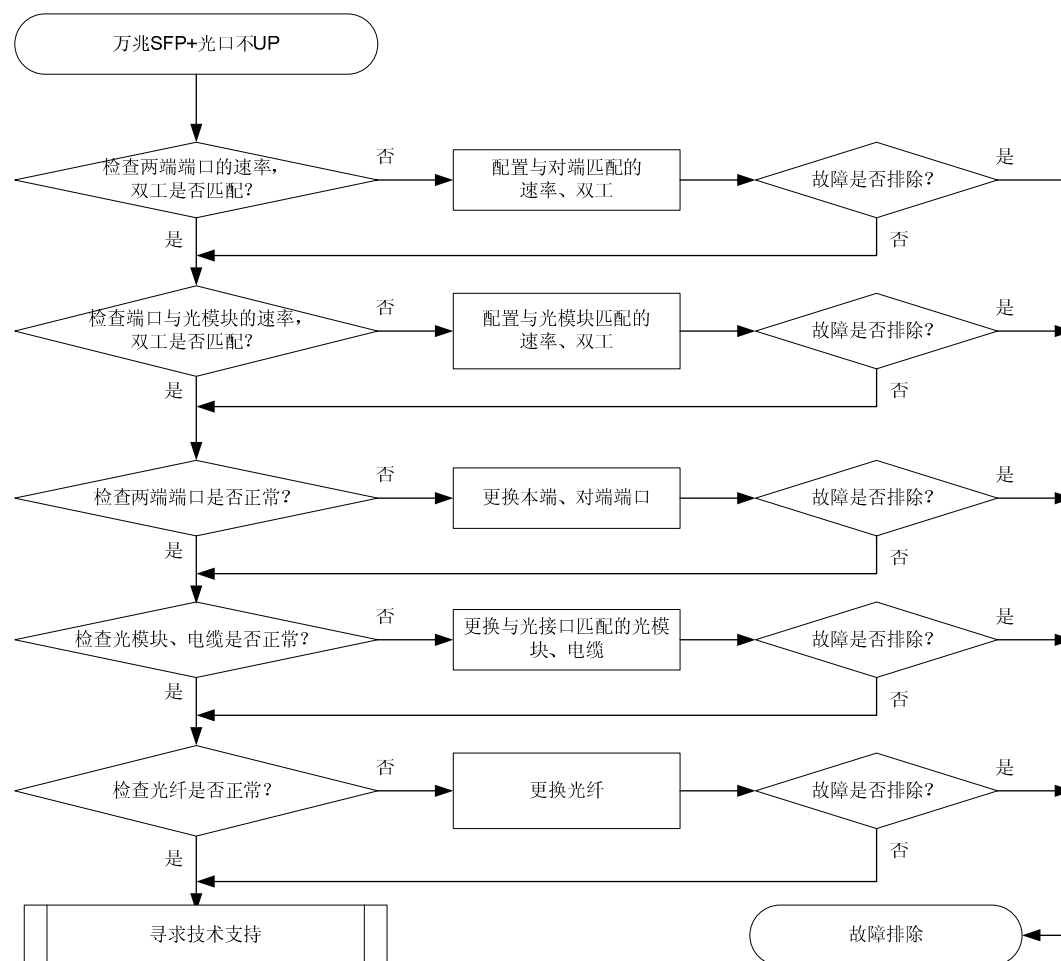 万兆SFP+光口不UP
检查两端端口的速率，
双工是否匹配？
否
配置与对端匹配的
速率、双工
故障是否排除？
是
是
否
检查端口与光模块的速率，
双工是否匹配？
否
配置与光模块匹配的
速率、双工
故障是否排除？
是
是
否
检查两端端口是否正常？
否
更换本端、对端端口
故障是否排除？
是
是
否
检查光模块、电缆是否正常？
否
更换与光接口匹配的光模
块、电缆
故障是否排除？
是
是
否
检查光纤是否正常？
否
更换光纤
故障是否排除？
是
是
否
寻求技术支持
故障排除